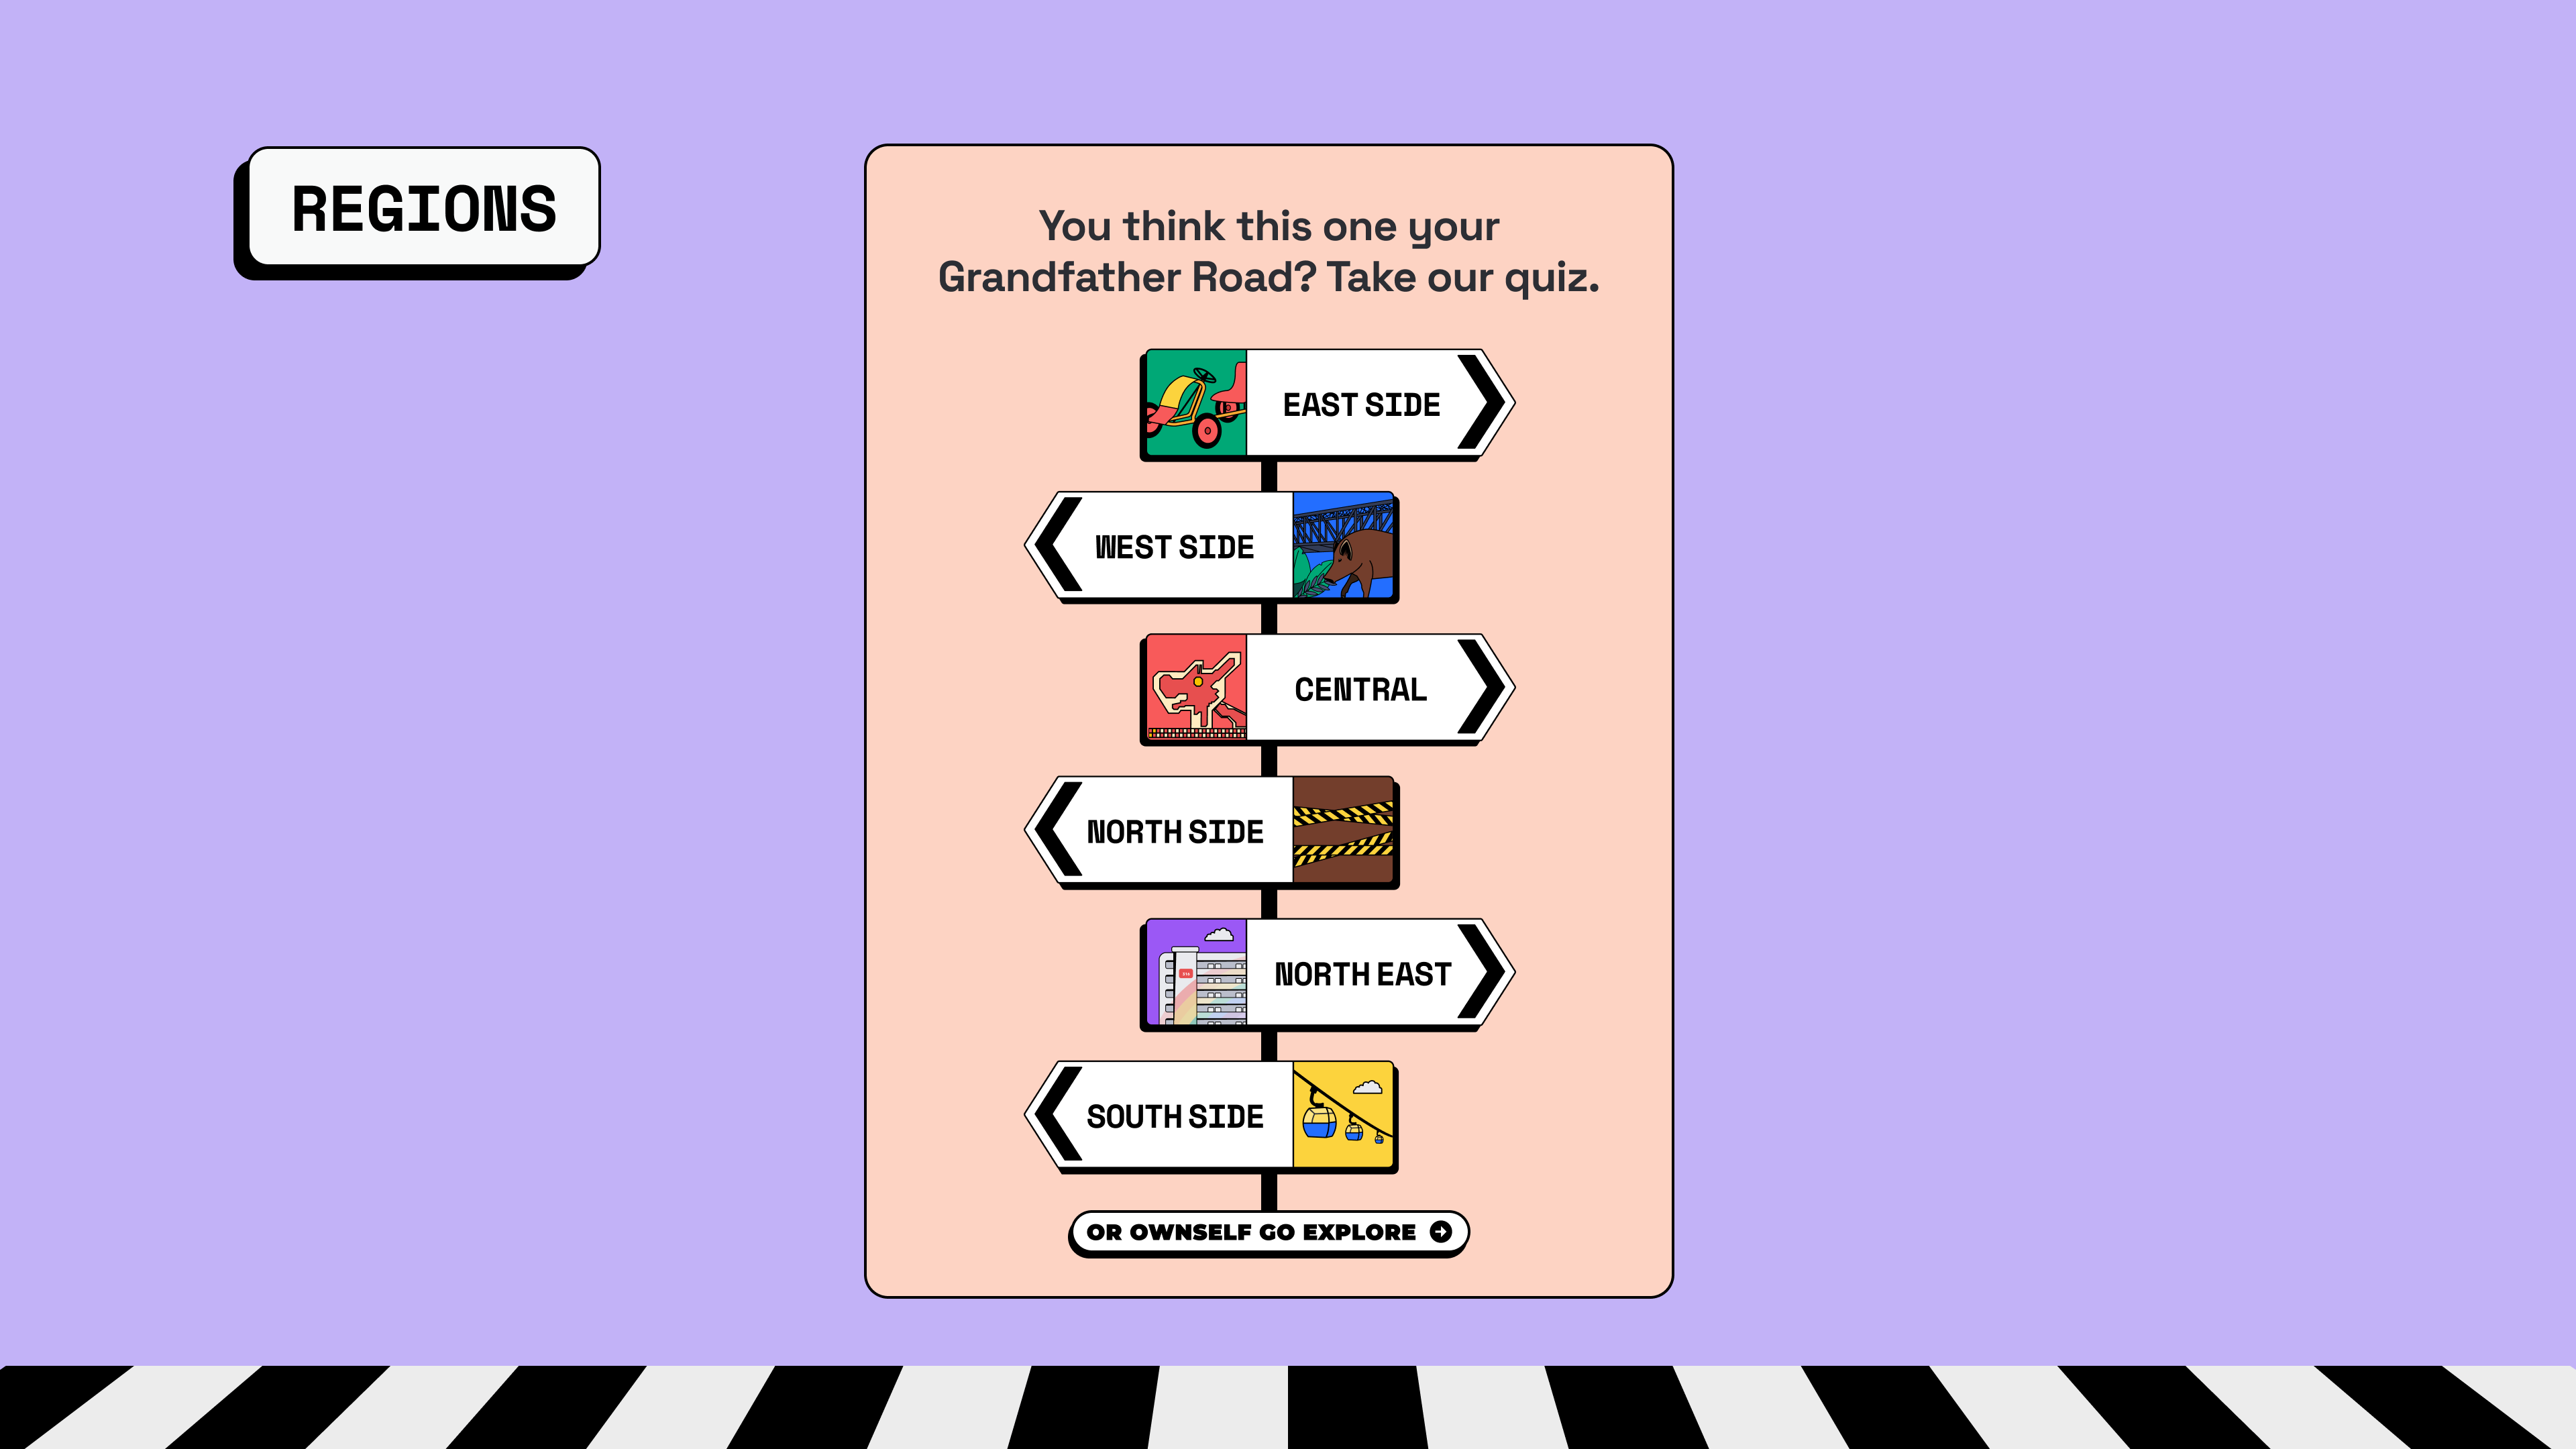 REGIONS
You think this one your
Grandfather Road? Take our quiz.
EAST SIDE
WEST SIDE
CENTRAL
NORTH SIDE
NORTH EAST
SOUTH SIDE
OR OWNSELF GO EXPLORE